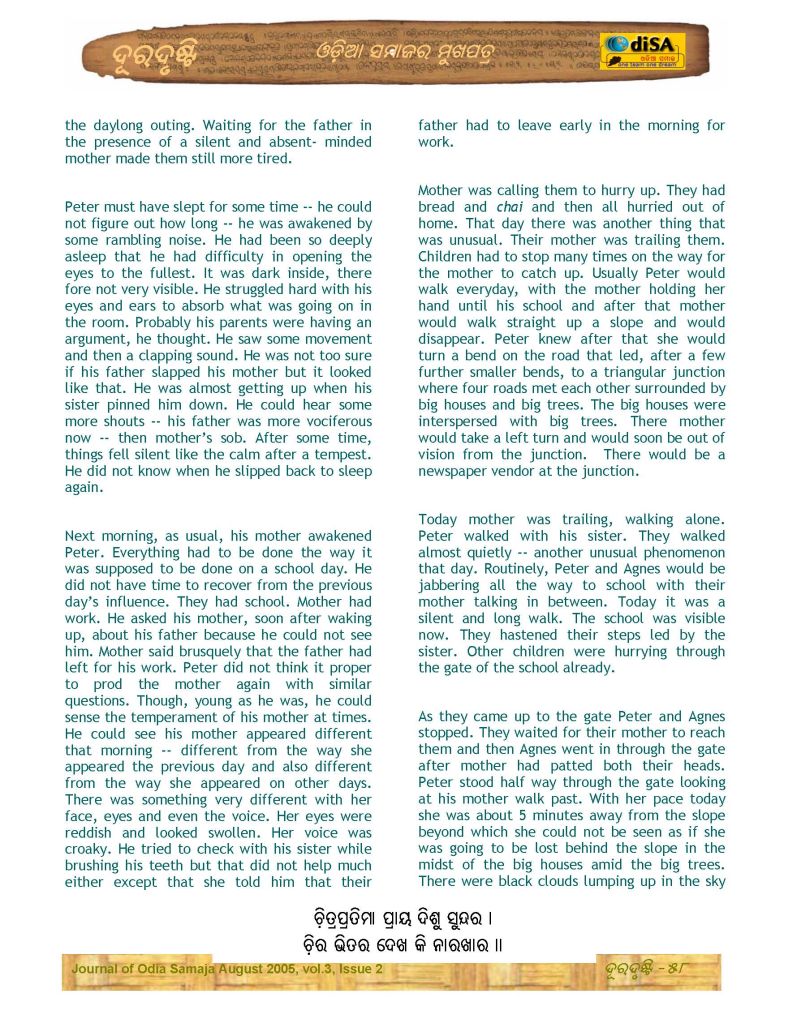 ଦୂରଦୃଷ୍ଟି
ଓଡ଼ିଆ ସମାଜର ମୁଖପତ୍ର
diSA
ଓଡ଼ିଆ ସମାଜ
one team one dream
the daylong outing. Waiting for the father in
the presence of a silent and absent- minded
mother made them still more tired.
Peter must have slept for some time -- he could
not figure out how long -- he was awakened by
some rambling noise. He had been so deeply
asleep that he had difficulty in opening the
eyes to the fullest. It was dark inside, there
fore not very visible. He struggled hard with his
eyes and ears to absorb what was going on in
the room. Probably his parents were having an
argument, he thought. He saw some movement
and then a clapping sound. He was not too sure
if his father slapped his mother but it looked
like that. He was almost getting up when his
sister pinned him down. He could hear some
more shouts -- his father was more vociferous
now -- then mother's sob. After some time,
things fell silent like the calm after a tempest.
He did not know when he slipped back to sleep
again.
Next morning, as usual, his mother awakened
Peter. Everything had to be done the way it
was supposed to be done on a school day. He
did not have time to recover from the previous
day's influence. They had school. Mother had
work. He asked his mother, soon after waking
up, about his father because he could not see
him. Mother said brusquely that the father had
left for his work. Peter did not think it proper
to prod the mother again with similar
questions. Though, young as he was, he could
sense the temperament of his mother at times.
He could see his mother appeared different
that morning -- different from the way she
appeared the previous day and also different
from the way she appeared on other days.
There was something very different with her
face, eyes and even the voice. Her eyes were
reddish and looked swollen. Her voice was
croaky. He tried to check with his sister while
brushing his teeth but that did not help much
either except that she told him that their
father had to leave early in the morning for
work.
Mother was calling them to hurry up. They had
bread and chai and then all hurried out of
home. That day there was another thing that
was unusual. Their mother was trailing them.
Children had to stop many times on the way for
the mother to catch up. Usually Peter would
walk everyday, with the mother holding her
hand until his school and after that mother
would walk straight up a slope and would
disappear. Peter knew after that she would
turn a bend on the road that led, after a few
further smaller bends, to a triangular junction
where four roads met each other surrounded by
big houses and big trees. The big houses were
interspersed with big trees. There mother
would take a left turn and would soon be out of
vision from the junction. There would be a
newspaper vendor at the junction.
Today mother was trailing, walking alone.
Peter walked with his sister. They walked
almost quietly -- another unusual phenomenon
that day. Routinely, Peter and Agnes would be
jabbering all the way to school with their
mother talking in between. Today it was a
silent and long walk. The school was visible
now. They hastened their steps led by the
sister. Other children were hurrying through
the gate of the school already.
As they came up to the gate Peter and Agnes
stopped. They waited for their mother to reach
them and then Agnes went in through the gate
after mother had patted both their heads.
Peter stood half way through the gate looking
at his mother walk past. With her pace today
she was about 5 minutes away from the slope
beyond which she could not be seen as if she
was going to be lost behind the slope in the
midst of the big houses amid the big trees.
There were black clouds lumping up in the sky
ଚିତ୍ରପ୍ରତିମା ପ୍ରାୟ ଦିଶୁ ସୁନ୍ଦର ।
ଚିର ଭିତର ଦେଖ କି ନାରଖାର ॥
Journal of Odia Samaja August 2005, vol.3, Issue 2
ଦୂରଦୃଷ୍ଟି - ୫୮